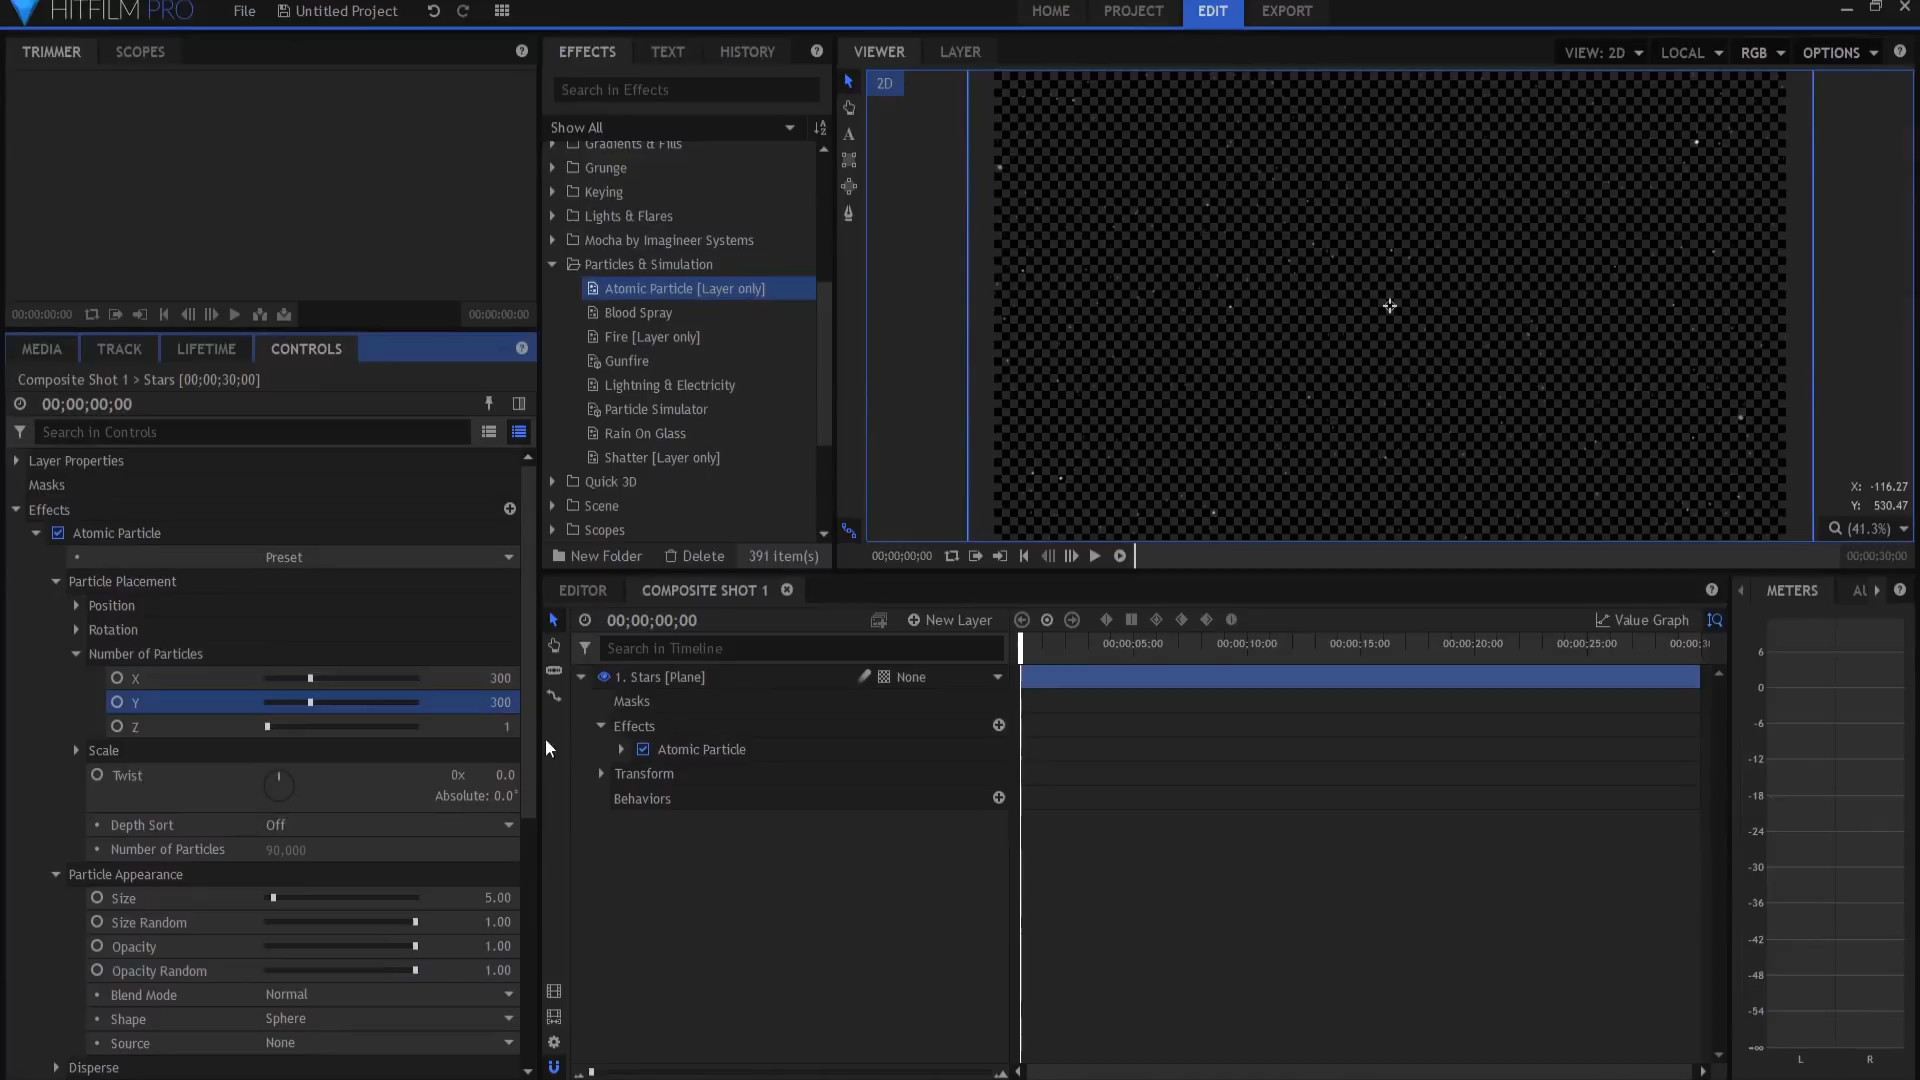 HITFILM PRO
File
Untitled Project
HOME
PROJECT
EDIT
EXPORT
TRIMMER
SCOPES
00:00:00:00
00:00:00:00
MEDIA
TRACK
LIFETIME
CONTROLS
Composite Shot 1 > Stars [00;00;30;00]
00;00;00;00
Search in Controls
Layer Properties
Masks
Effects
Atomic Particle
Preset
Particle Placement
Position
Rotation
Number of Particles
X 300
Y 300
Z 1
Scale
Twist 0x 0.0
Absolute: 0.0°
Depth Sort Off
Number of Particles 90,000
Particle Appearance
Size 5.00
Size Random 1.00
Opacity 1.00
Opacity Random 1.00
Blend Mode Normal
Shape Sphere
Source None
Disperse
EFFECTS
TEXT
HISTORY
Search in Effects
Show All
Gradients & Fills
Grunge
Keying
Lights & Flares
Mocha by Imagineer Systems
Particles & Simulation
Atomic Particle [Layer only]
Blood Spray
Fire [Layer only]
Gunfire
Lightning & Electricity
Particle Simulator
Rain On Glass
Shatter [Layer only]
Quick 3D
Scene
Scopes
New Folder
Delete
391 item(s)
VIEWER
LAYER
VIEW: 2D
LOCAL
RGB
OPTIONS
2D
X: -116.27
Y: 530.47
(41.3%)
00;00;00;00
00;00;30;00
EDITOR
COMPOSITE SHOT 1
00;00;00;00
New Layer
Value Graph
Search in Timeline
00;00;05;00
00;00;10;00
00;00;15;00
00;00;20;00
00;00;25;00
00;00;3
1. Stars [Plane]
None
Masks
Effects
Atomic Particle
Transform
Behaviors
METERS
AU
6
0
-6
-12
-18
-24
-30
-36
-42
-48
-54
-∞
L R